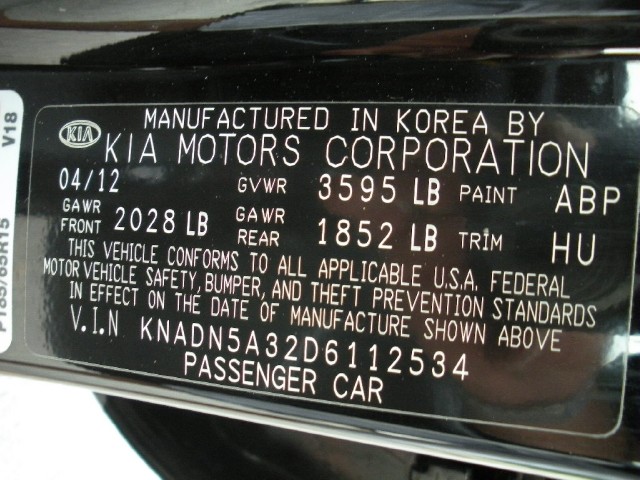 MANUFACTURED IN KOREA BY
KIA KIA MOTORS CORPORATION
04/12 GVWR 3595 LB PAINT ABP
GAWR FRONT 2028 LB GAWR REAR 1852 LB TRIM HU
THIS VEHICLE CONFORMS TO ALL APPLICABLE U.S.A. FEDERAL
MOTOR VEHICLE SAFETY, BUMPER, AND THEFT PREVENTION STANDARDS
IN EFFECT ON THE DATE OF MANUFACTURE SHOWN ABOVE
V.I.N KNADN5A32D6112534
PASSENGER CAR
V18
P185/65R15